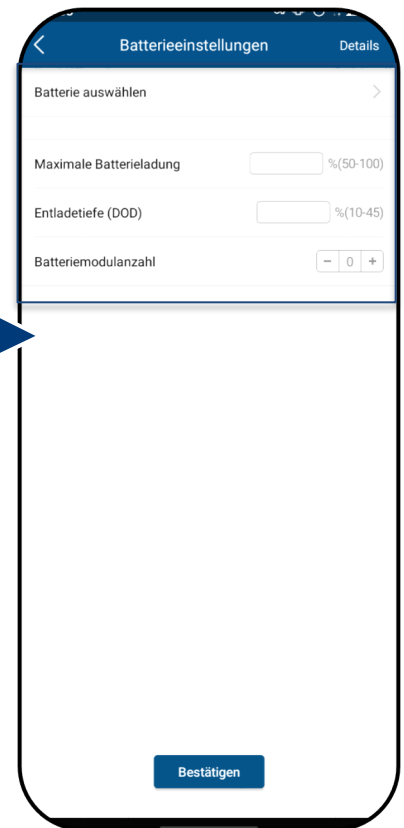 Batterieeinstellungen Details
Batterie auswählen
Maximale Batterieladung %(50-100)
Entladetiefe (DOD) %(10-45)
Batteriemodulanzahl − 0 +
Bestätigen